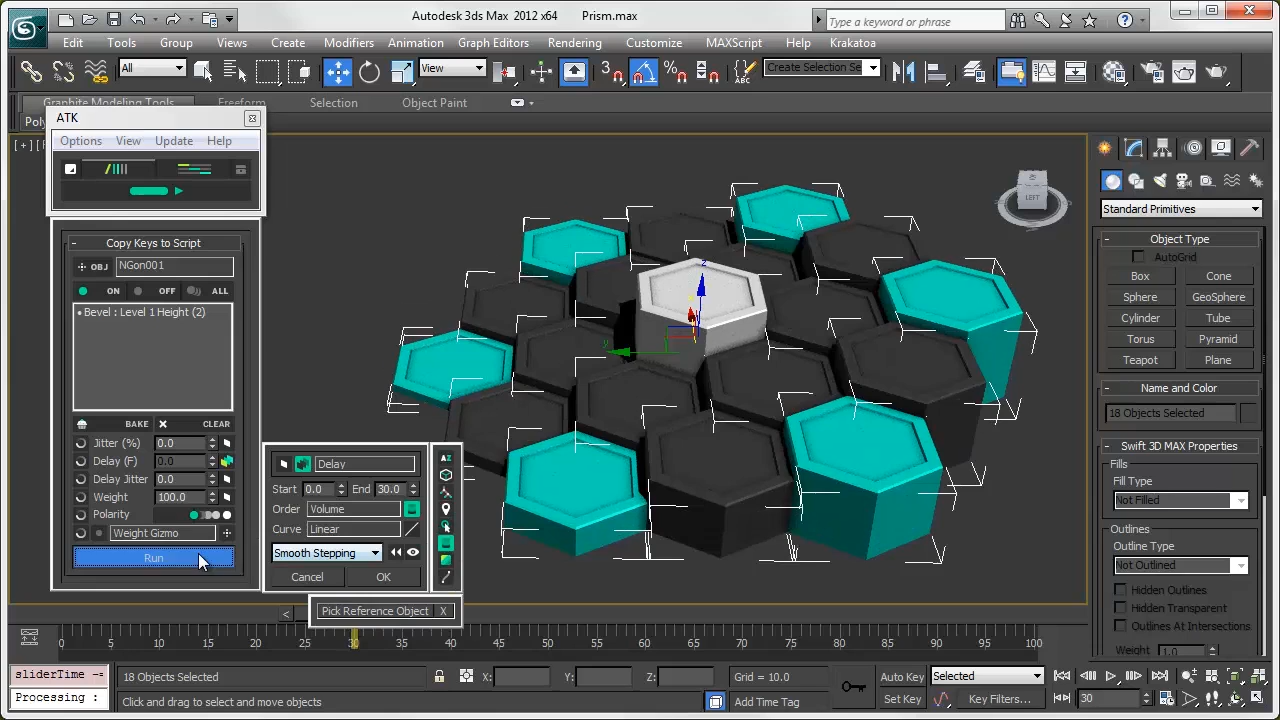 Autodesk 3ds Max 2012 x64 Prism.max
Type a keyword or phrase
Edit Tools Group Views Create Modifiers Animation Graph Editors Rendering Customize MAXScript Help Krakatoa
All View 3 Create Selection Se
Graphite Modeling Tools Freeform Selection Object Paint
ATK
Options View Update Help
Copy Keys to Script
OBJ NGon001
ON OFF ALL
Bevel : Level 1 Height (2)
BAKE CLEAR
Jitter (%) 0.0
Delay (F) 0.0
Delay Jitter 0.0
Weight 100.0
Polarity
Weight Gizmo
Run
Delay
Start 0.0 End 30.0
Order Volume
Curve Linear
Smooth Stepping
Cancel OK
Pick Reference Object X
AZ
z
y
LEFT
Standard Primitives
- Object Type
AutoGrid
Box Cone
Sphere GeoSphere
Cylinder Tube
Torus Pyramid
Teapot Plane
- Name and Color
18 Objects Selected
- Swift 3D MAX Properties
Fills
Fill Type
Not Filled
Outlines
Outline Type
Not Outlined
Hidden Outlines
Hidden Transparent
Outlines At Intersections
Weight 1.0
0 5 10 15 20 25 30 35 40 45 50 55 60 65 70 75 80 85 90 95 100
sliderTime -=
Processing :
18 Objects Selected X: Y: Z: Grid = 10.0 Auto Key Selected
Click and drag to select and move objects Add Time Tag Set Key Key Filters... 30